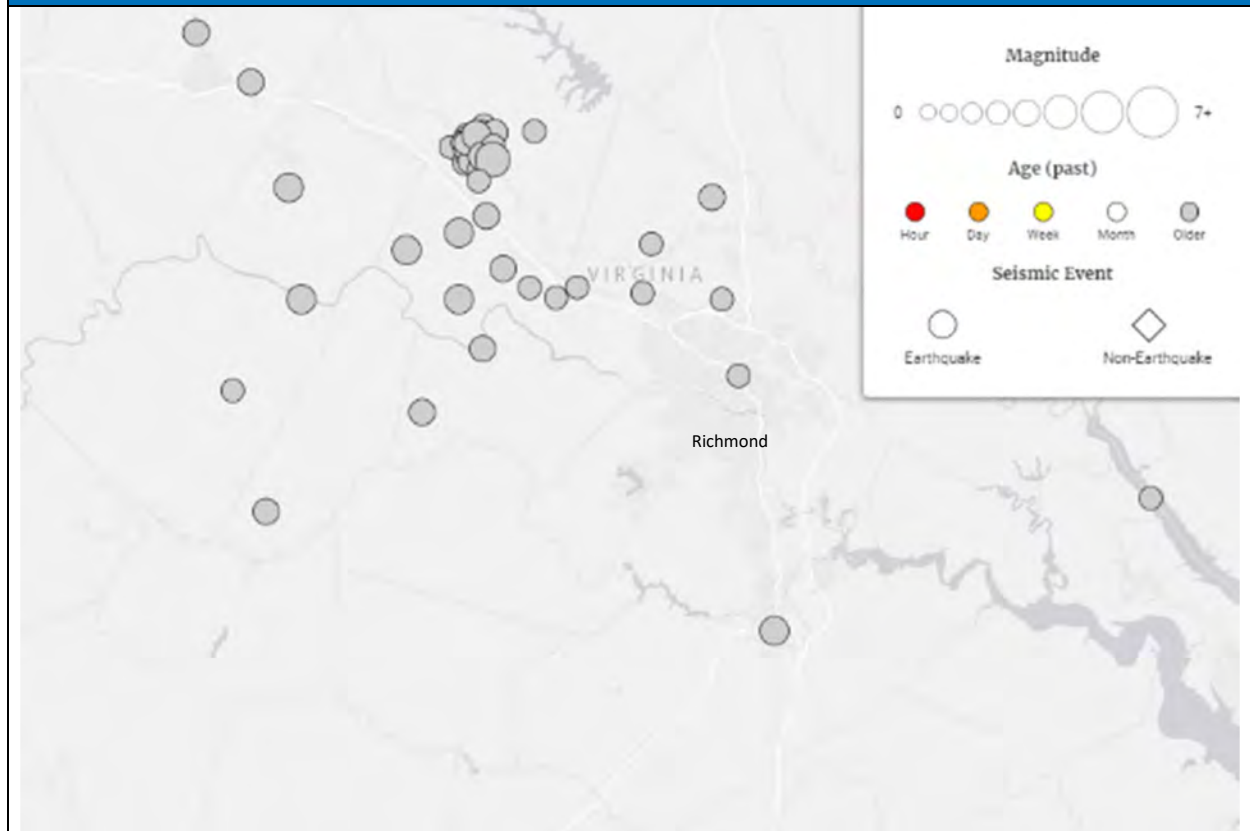 Magnitude
0 7+
Age (past)
Hour Day Week Month Older
Seismic Event
Earthquake Non-Earthquake
VIRGINIA
Richmond